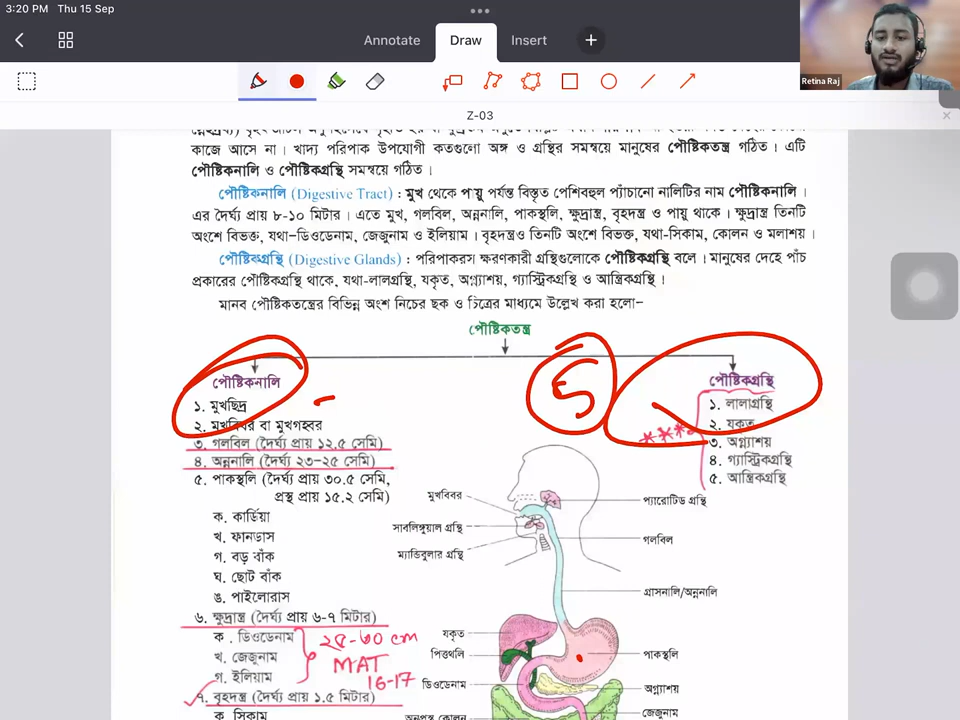 3:20 PM Thu 15 Sep
Annotate Draw Insert
Retina Raj
Z-03
কাজে আসে না। খাদ্য পরিপাক উপযোগী কতগুলো অঙ্গ ও গ্রন্থির সমন্বয়ে মানুষের পৌষ্টিকতন্ত্র গঠিত। এটি
পৌষ্টিকনালি ও পৌষ্টিকগ্রন্থি সমন্বয়ে গঠিত।
পৌষ্টিকনালি (Digestive Tract) : মুখ থেকে পায়ু পর্যন্ত বিস্তৃত পেশিবহুল প্যাঁচানো নালিটির নাম পৌষ্টিকনালি।
এর দৈর্ঘ্য প্রায় ৮-১০ মিটার। এতে মুখ, গলবিল, অন্ননালি, পাকস্থলি, ক্ষুদ্রান্ত্র, বৃহদন্ত্র ও পায়ু থাকে। ক্ষুদ্রান্ত্র তিনটি
অংশে বিভক্ত, যথা–ডিওডেনাম, জেজুনাম ও ইলিয়াম। বৃহদন্ত্রও তিনটি অংশে বিভক্ত, যথা-সিকাম, কোলন ও মলাশয়।
পৌষ্টিকগ্রন্থি (Digestive Glands) : পরিপাকরস ক্ষরণকারী গ্রন্থিগুলোকে পৌষ্টিকগ্রন্থি বলে। মানুষের দেহে পাঁচ
প্রকারের পৌষ্টিকগ্রন্থি থাকে, যথা-লালগ্রন্থি, যকৃত, অগ্ন্যাশয়, গ্যাস্ট্রিকগ্রন্থি ও আন্ত্রিকগ্রন্থি।
মানব পৌষ্টিকতন্ত্রের বিভিন্ন অংশ নিচের ছক ও চিত্রের মাধ্যমে উল্লেখ করা হলো–
পৌষ্টিকতন্ত্র
পৌষ্টিকনালি
১. মুখছিদ্র
২. মুখবিবর বা মুখগহ্বর
৩. গলবিল (দৈর্ঘ্য প্রায় ১২.৫ সেমি)
৪. অন্ননালি (দৈর্ঘ্য ২৩–২৫ সেমি)
৫. পাকস্থলি (দৈর্ঘ্য প্রায় ৩০.৫ সেমি,
প্রস্থ প্রায় ১৫.২ সেমি)
ক. কার্ডিয়া
খ. ফানডাস
গ. বড় বাঁক
ঘ. ছোট বাঁক
ঙ. পাইলোরাস
৬. ক্ষুদ্রান্ত্র (দৈর্ঘ্য প্রায় ৬-৭ মিটার)
ক . ডিওডেনাম
খ. জেজুনাম
গ. ইলিয়াম
২৫-৩০ cm
MAT
16-17
৭. বৃহদন্ত্র (দৈর্ঘ্য প্রায় ১.৫ মিটার)
ক. সিকাম
5
পৌষ্টিকগ্রন্থি
১. লালাগ্রন্থি
২. যকৃত
৩. অগ্ন্যাশয়
৪. গ্যাস্ট্রিকগ্রন্থি
৫. আন্ত্রিকগ্রন্থি
মুখবিবর
সাবলিঙ্গুয়াল গ্রন্থি
ম্যান্ডিবুলার গ্রন্থি
প্যারোটিড গ্রন্থি
গলবিল
গ্রাসনালি/অন্ননালি
যকৃত
পিত্তথলি
ডিওডেনাম
অনুপ্রস্থ কোলন
পাকস্থলি
অগ্ন্যাশয়
জেজুনাম